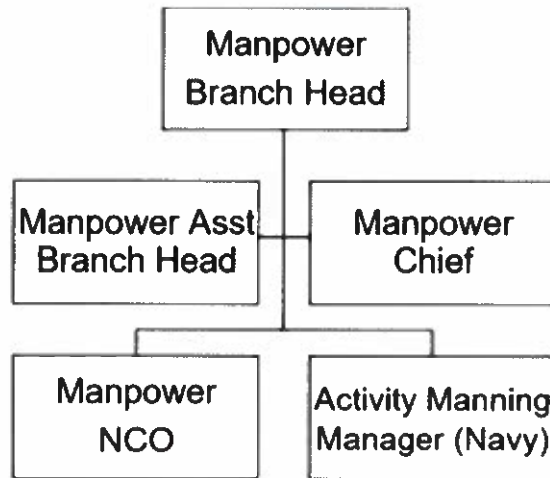 Manpower
Branch Head
Manpower Asst
Branch Head
Manpower
Chief
Manpower
NCO
Activity Manning
Manager (Navy)